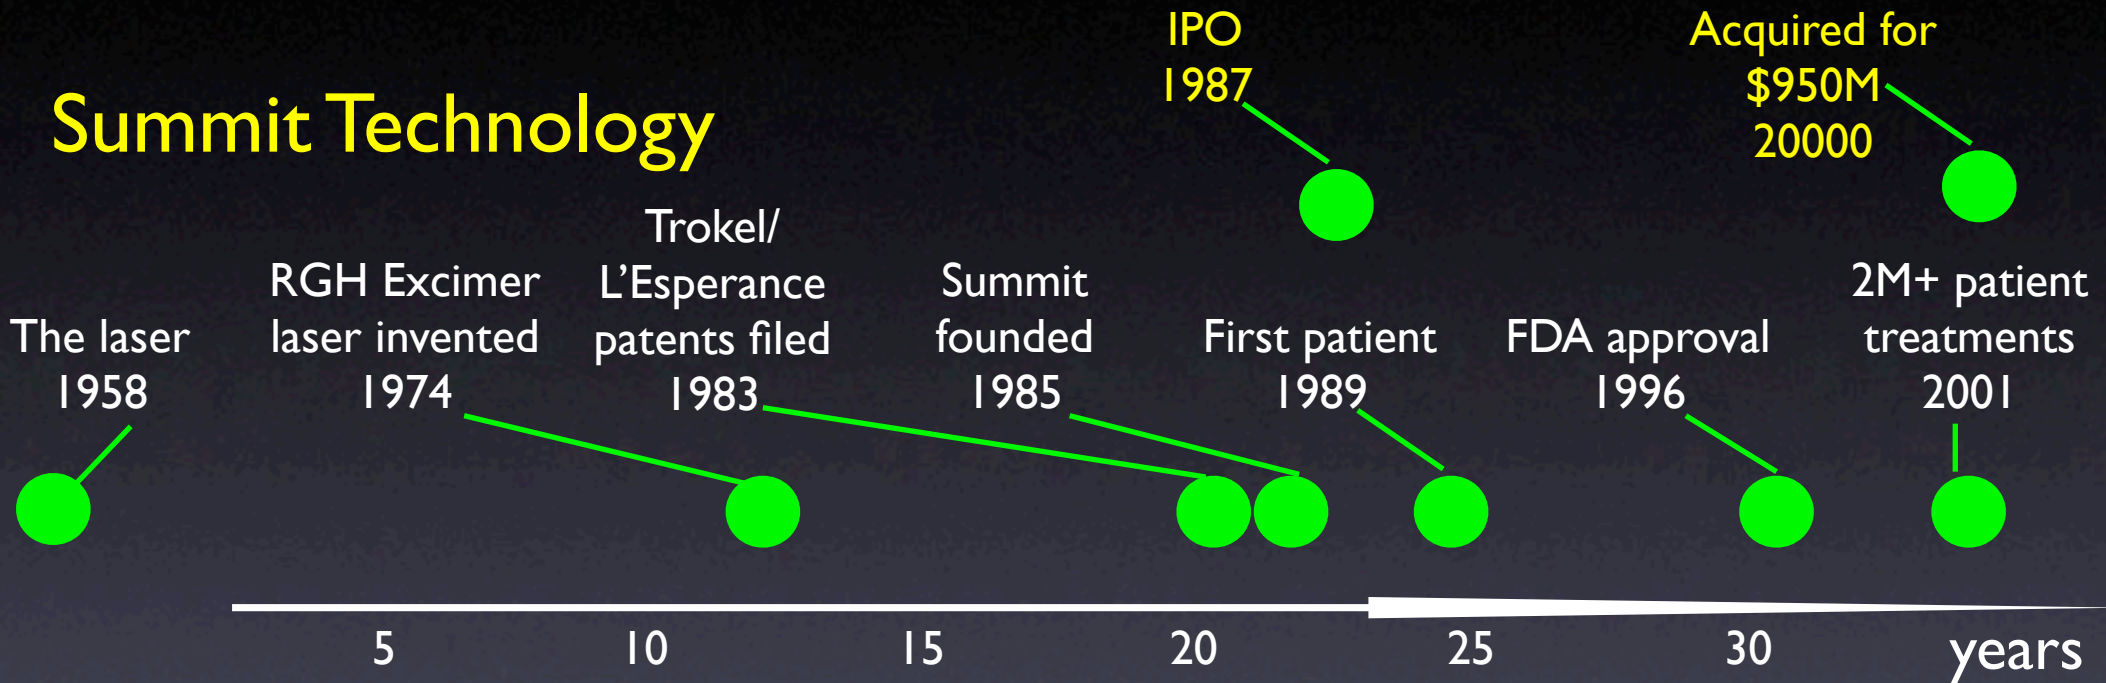 Summit Technology
IPO
1987
Acquired for
$950M
20000
The laser
1958
RGH Excimer
laser invented
1974
Trokel/
L’Esperance
patents filed
1983
Summit
founded
1985
First patient
1989
FDA approval
1996
2M+ patient
treatments
2001
5
10
15
20
25
30
years